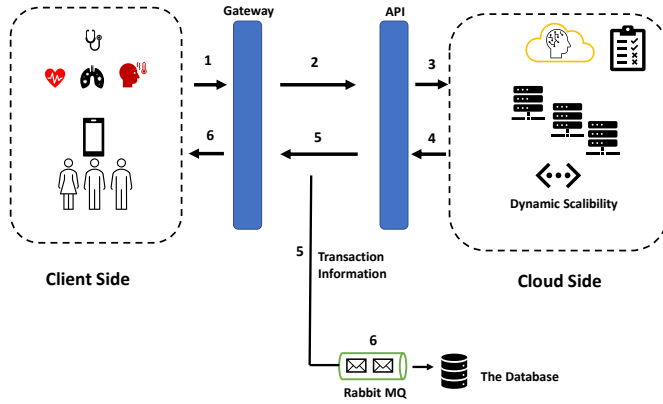 Gateway
API
1
2
3
6
5
4
Dynamic Scalibility
5
Transaction
Information
Client Side
Cloud Side
6
Rabbit MQ
The Database